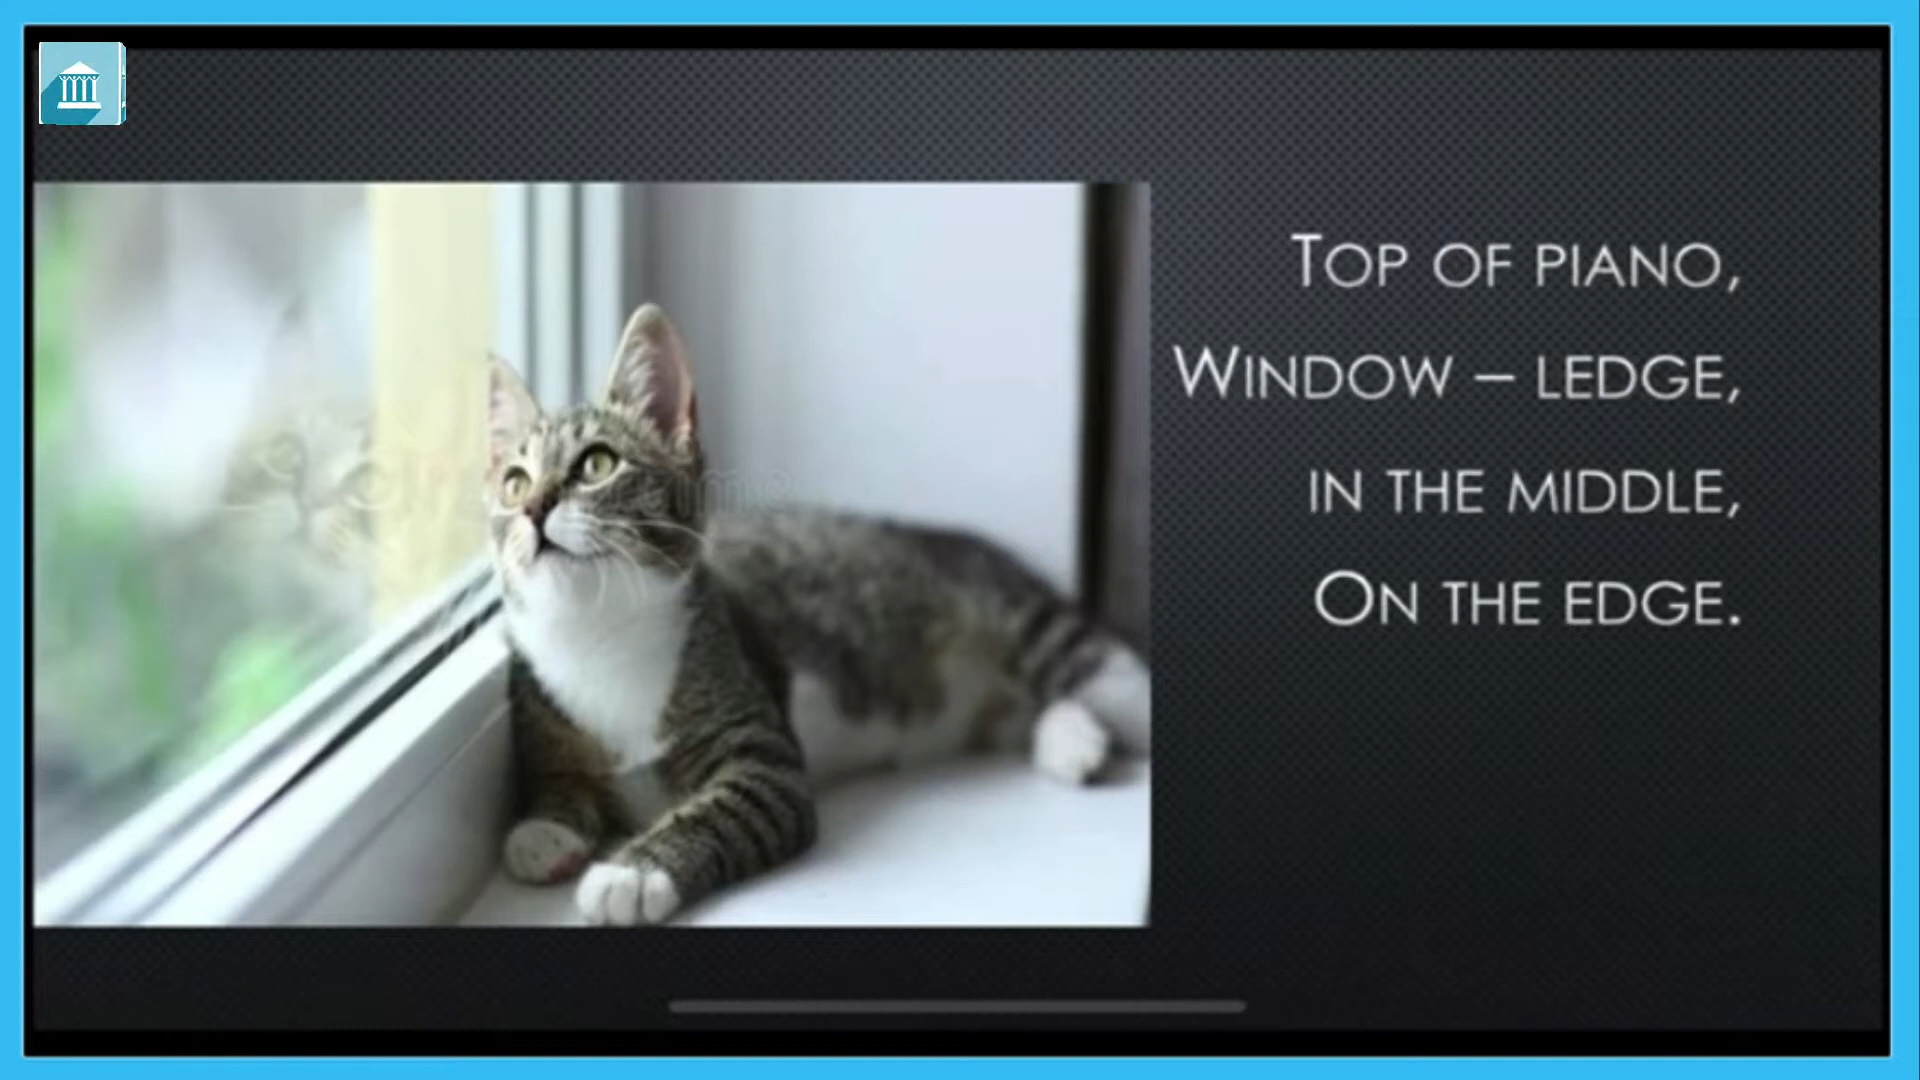 Top of piano,
Window – ledge,
in the middle,
On the edge.